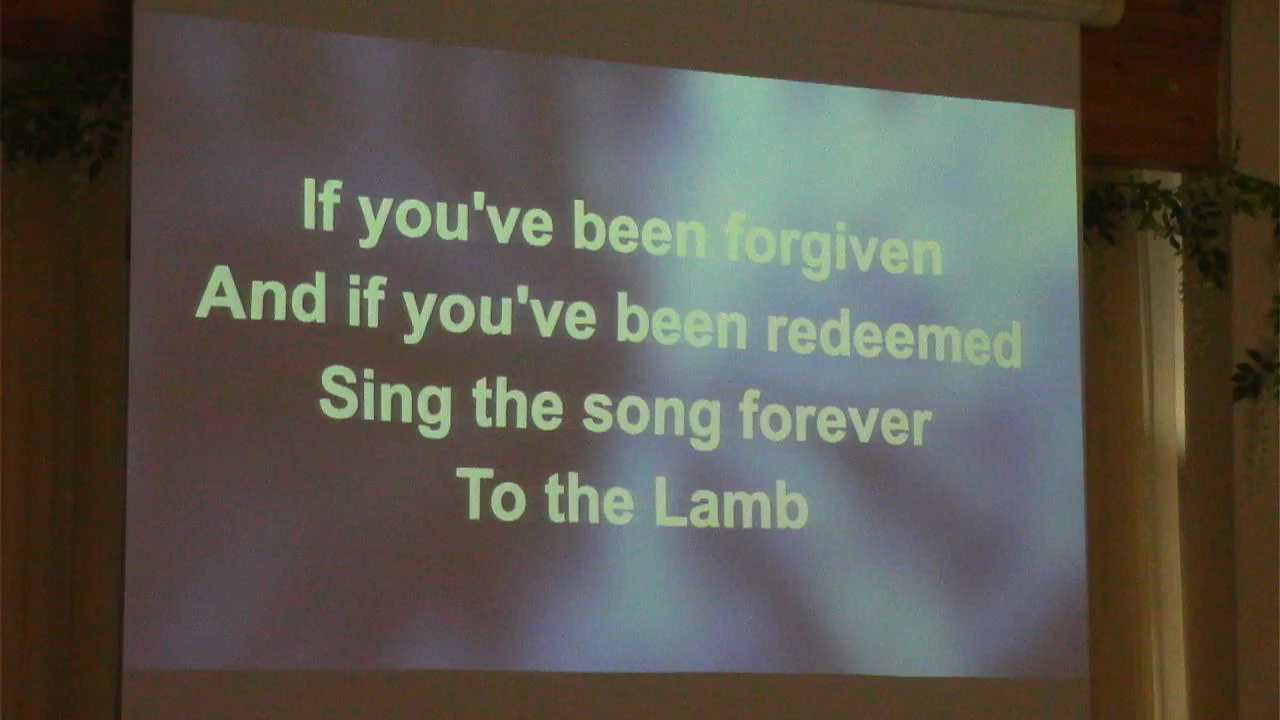 If you've been forgiven
And if you've been redeemed
Sing the song forever
To the Lamb